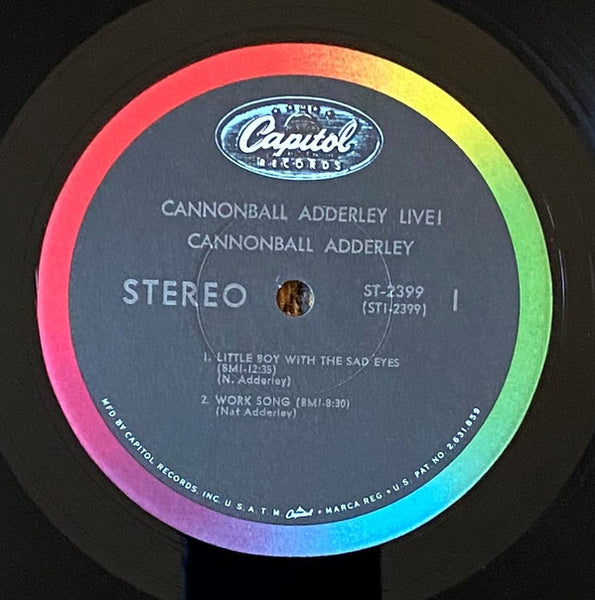 Capitol
RECORDS
CANNONBALL ADDERLEY LIVE!
CANNONBALL ADDERLEY
STEREO
ST-2399
(ST1-2399)
1
1. LITTLE BOY WITH THE SAD EYES
(BMI-12:35)
(N. Adderley)
2. WORK SONG (BMI-8:30)
(Nat Adderley)
MFD. BY CAPITOL RECORDS, INC. U. S. A. T. M. Capitol • MARCA REG. • U.S. PAT. NO. 2,631,859